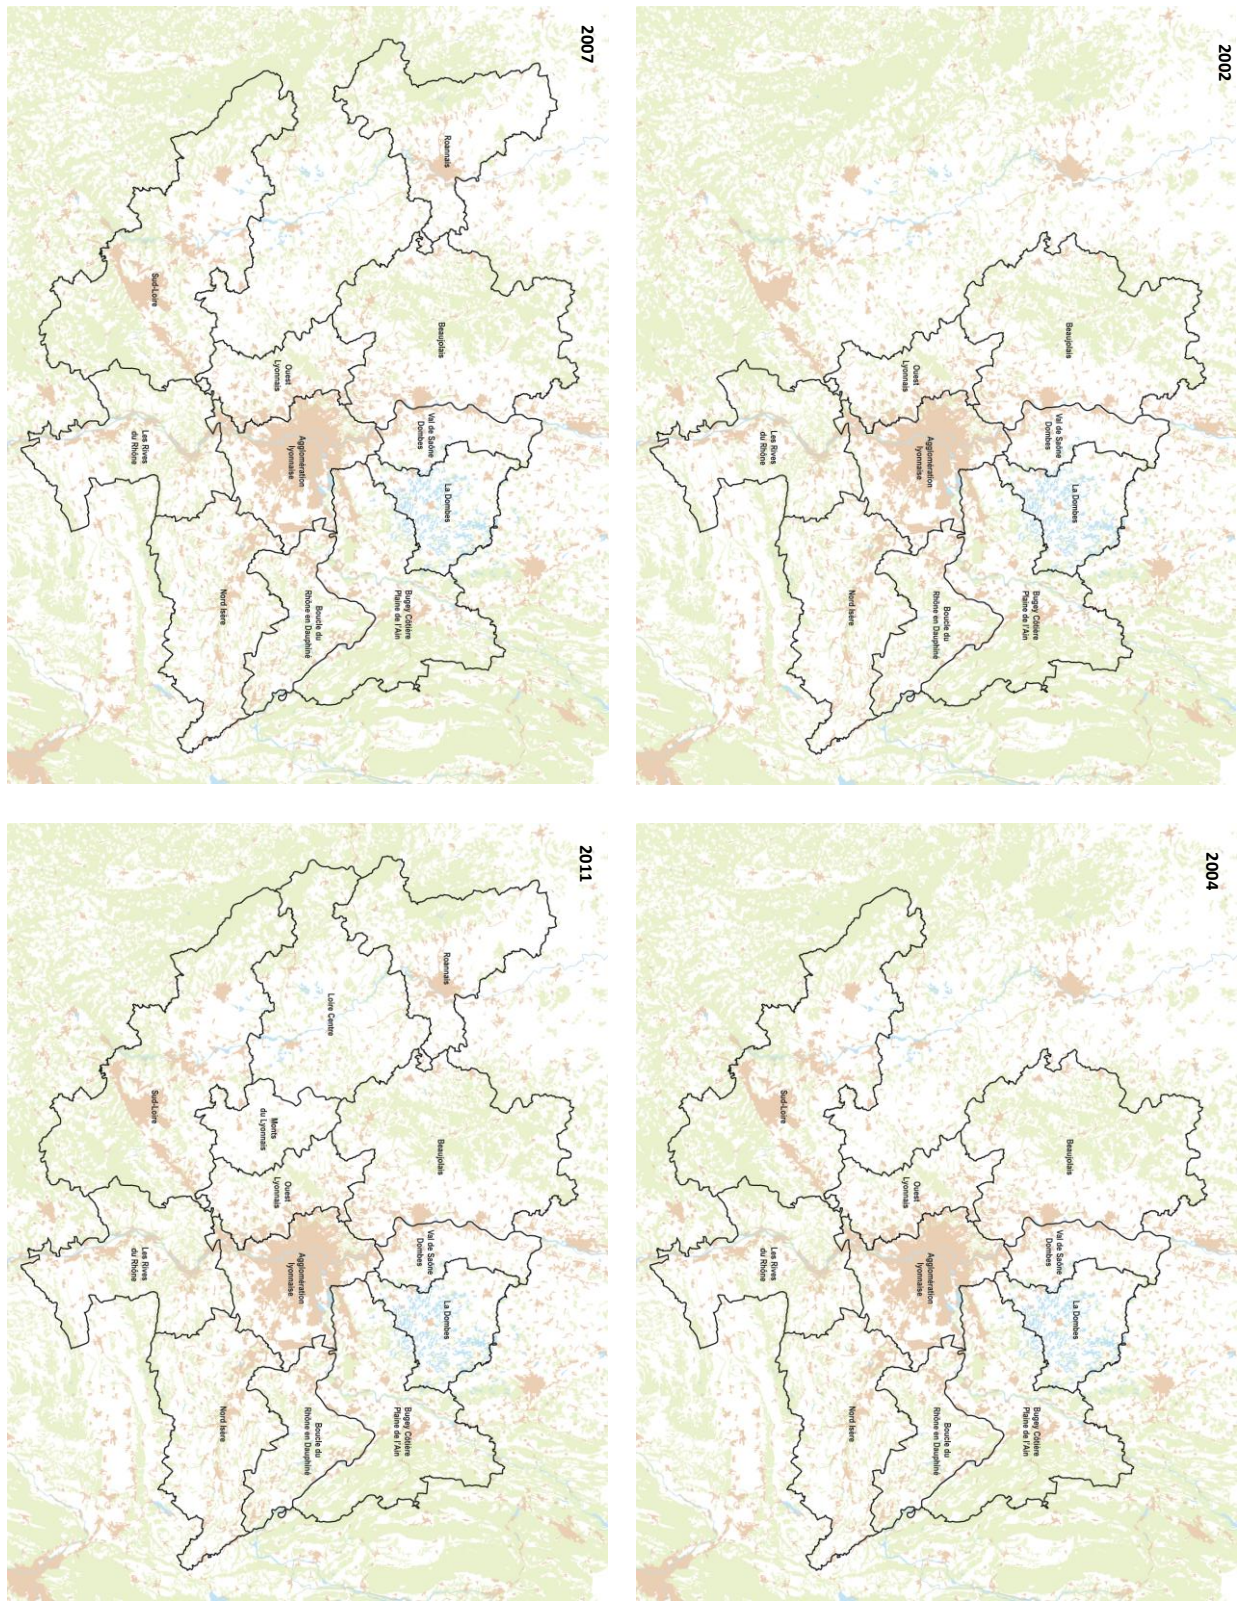 2002
Beaujolais
Val de Saône
Dombes
La Dombes
Bugey Côtière
Plaine de l'Ain
Boucle du
Rhône en Dauphiné
Agglomération
lyonnaise
Ouest
Lyonnais
Nord Isère
Les Rives
du Rhône
2004
Beaujolais
Val de Saône
Dombes
La Dombes
Bugey Côtière
Plaine de l'Ain
Boucle du
Rhône en Dauphiné
Agglomération
lyonnaise
Ouest
Lyonnais
Nord Isère
Sud-Loire
Les Rives
du Rhône
2007
Roannais
Beaujolais
Val de Saône
Dombes
La Dombes
Bugey Côtière
Plaine de l'Ain
Boucle du
Rhône en Dauphiné
Agglomération
lyonnaise
Ouest
Lyonnais
Nord Isère
Sud-Loire
Les Rives
du Rhône
2011
Roannais
Beaujolais
Val de Saône
Dombes
La Dombes
Bugey Côtière
Plaine de l'Ain
Loire Centre
Boucle du
Rhône en Dauphiné
Agglomération
lyonnaise
Ouest
Lyonnais
Monts
du Lyonnais
Nord Isère
Sud-Loire
Les Rives
du Rhône